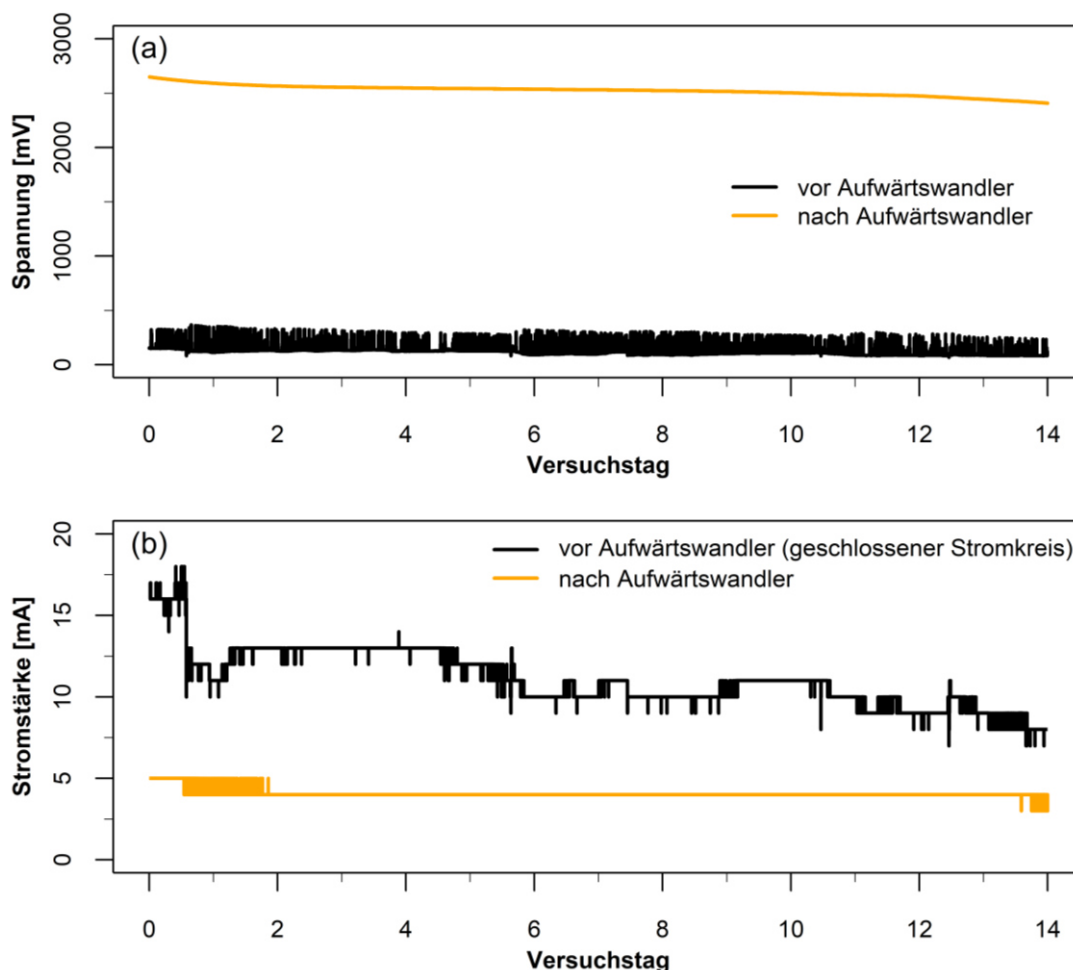 (a)
Spannung [mV]
3000
2000
1000
0
vor Aufwärtswandler
nach Aufwärtswandler
0 2 4 6 8 10 12 14
Versuchstag
(b)
Stromstärke [mA]
20
15
10
5
0
vor Aufwärtswandler (geschlossener Stromkreis)
nach Aufwärtswandler
0 2 4 6 8 10 12 14
Versuchstag